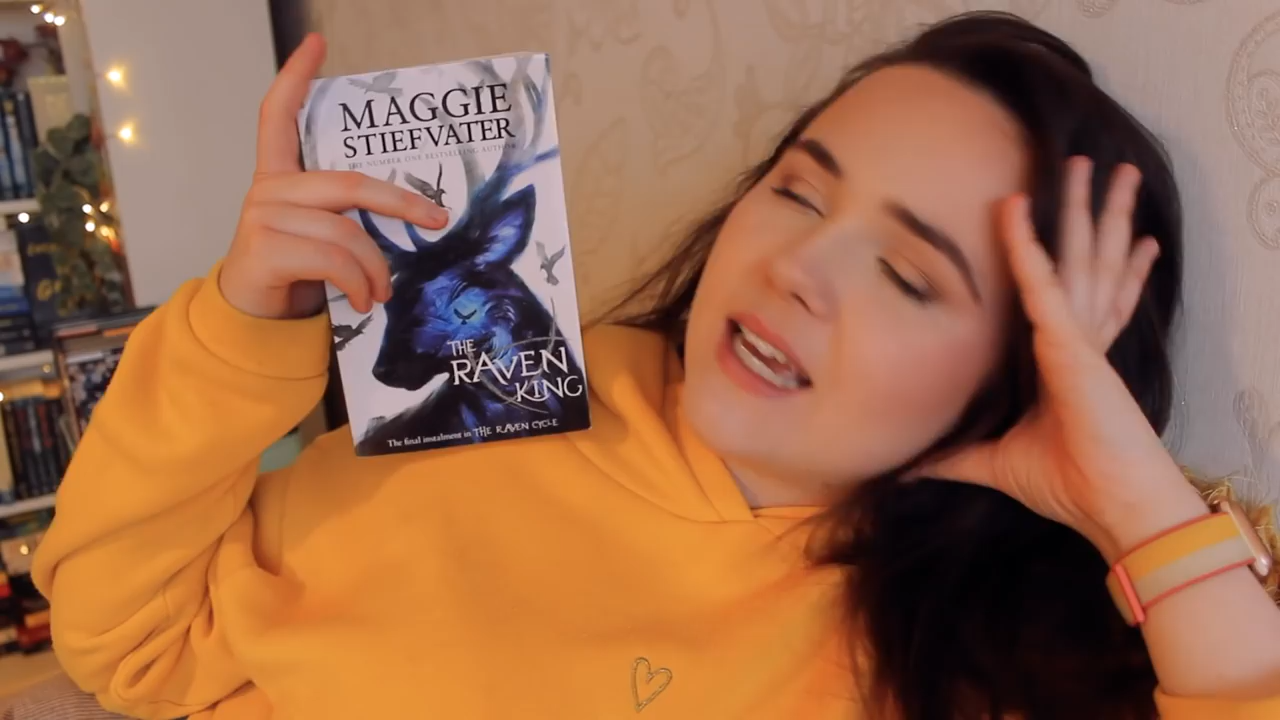 MAGGIE
STIEFVATER
THE NUMBER ONE BESTSELLING AUTHOR
THE
RAVEN
KING
The final instalment in THE RAVEN CYCLE